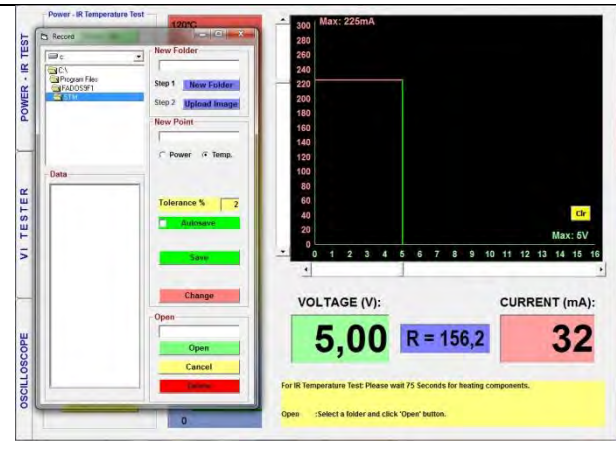 Power - IR Temperature Test
120°C
Record
c
C:\
Program Files
FADOS9F1
STM
Data
New Folder
Step 1 New Folder
Step 2 Upload Image
New Point
Power Temp.
Tolerance % 2
Autosave
Save
Change
Open
Open
Cancel
Delete
0
POWER - IR TEST
VI TESTER
OSCILLOSCOPE
Max: 225mA
300
280
260
240
220
200
180
160
140
120
100
80
60
40
20
0
Clr
Max: 5V
0 1 2 3 4 5 6 7 8 9 10 11 12 13 14 15 16
VOLTAGE (V):
CURRENT (mA):
5,00
R = 156,2
32
For IR Temperature Test: Please wait 75 Seconds for heating components.
Open :Select a folder and click 'Open' button.